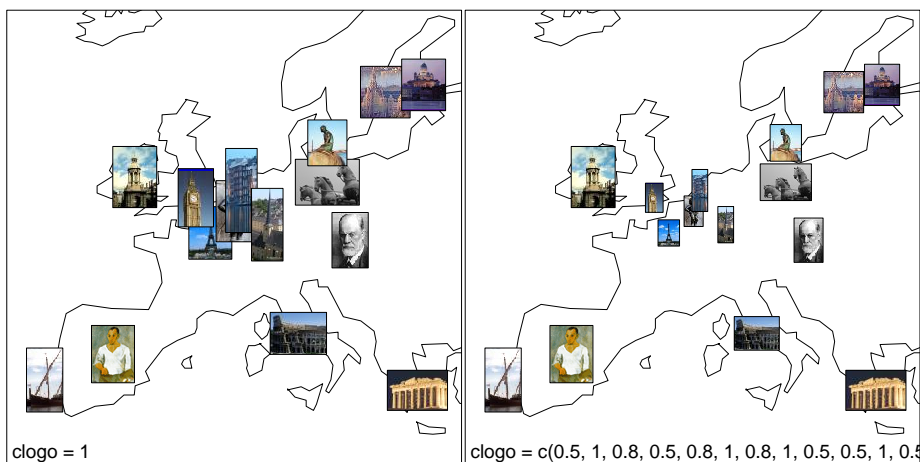 clogo = 1
clogo = c(0.5, 1, 0.8, 0.5, 0.8, 1, 0.8, 1, 0.5, 0.5, 1, 0.5